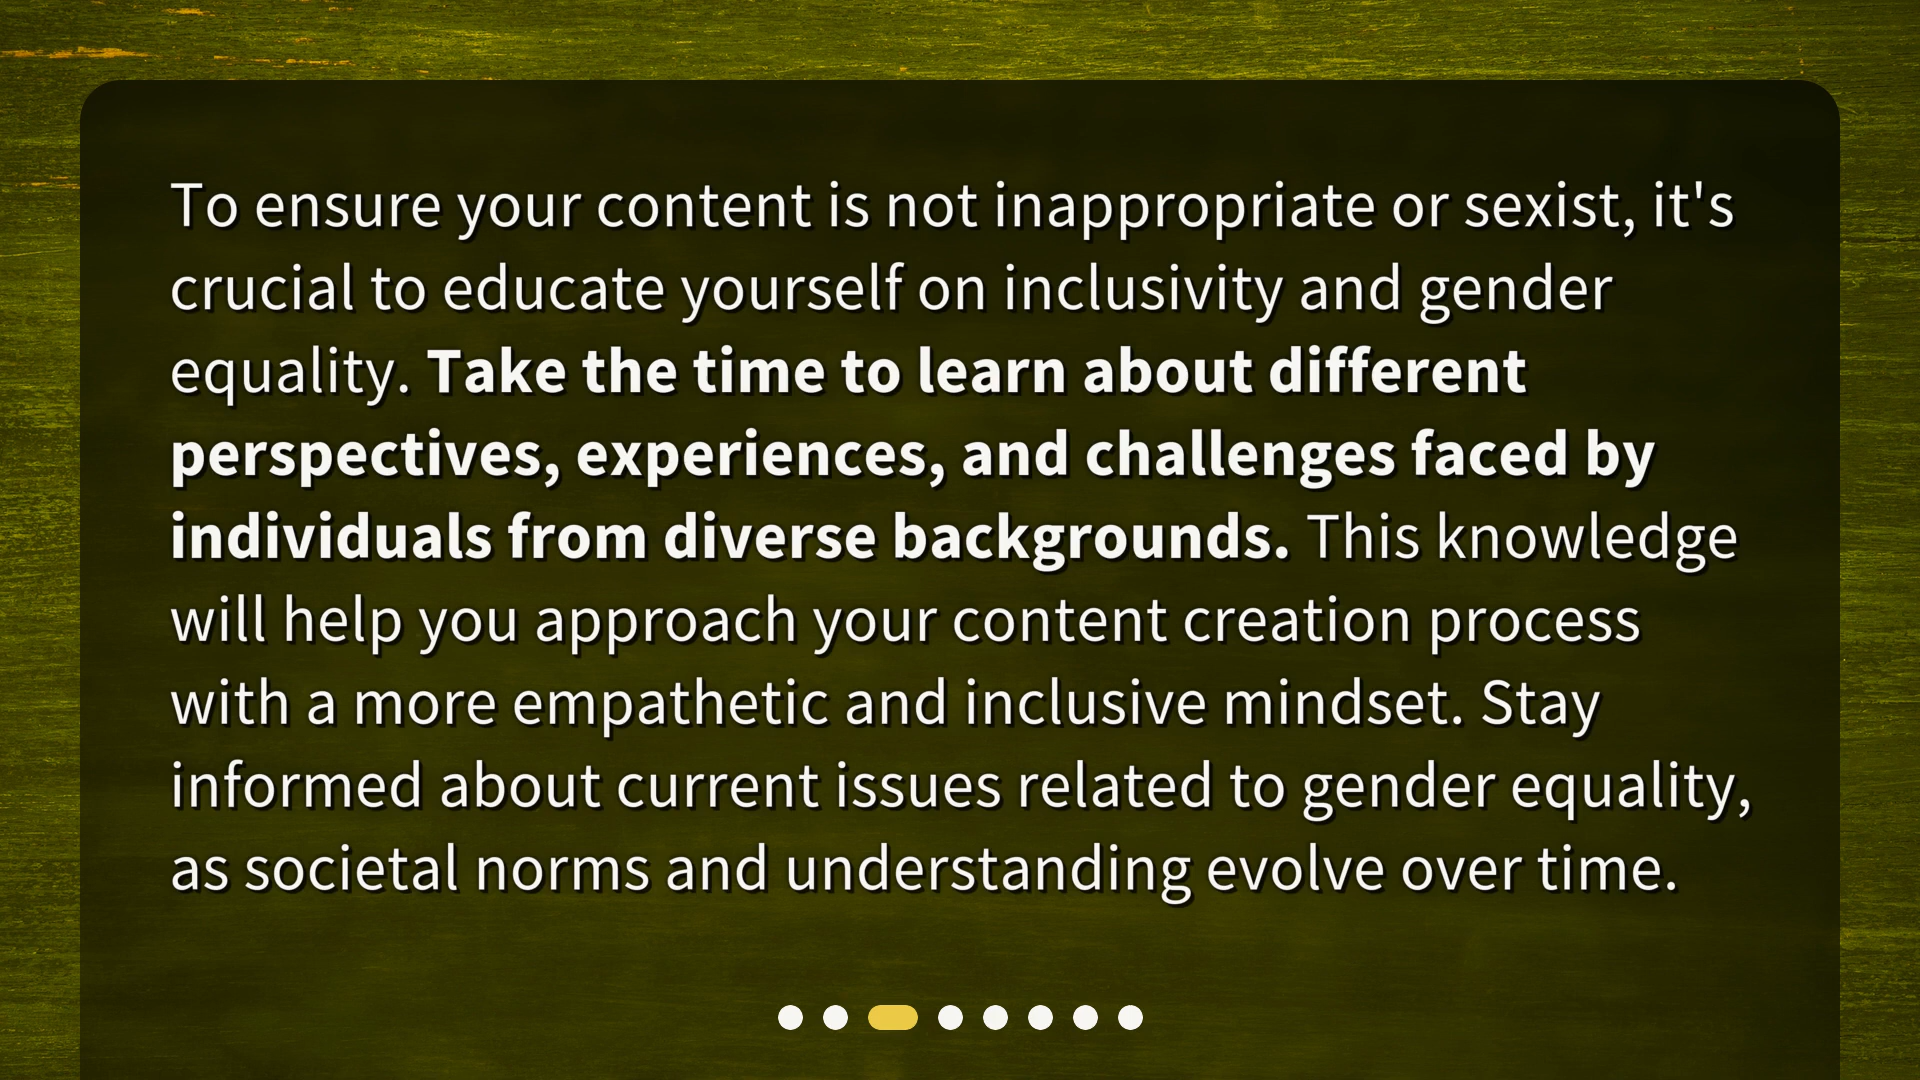 To ensure your content is not inappropriate or sexist, it's
crucial to educate yourself on inclusivity and gender
equality. Take the time to learn about different
perspectives, experiences, and challenges faced by
individuals from diverse backgrounds. This knowledge
will help you approach your content creation process
with a more empathetic and inclusive mindset. Stay
informed about current issues related to gender equality,
as societal norms and understanding evolve over time.